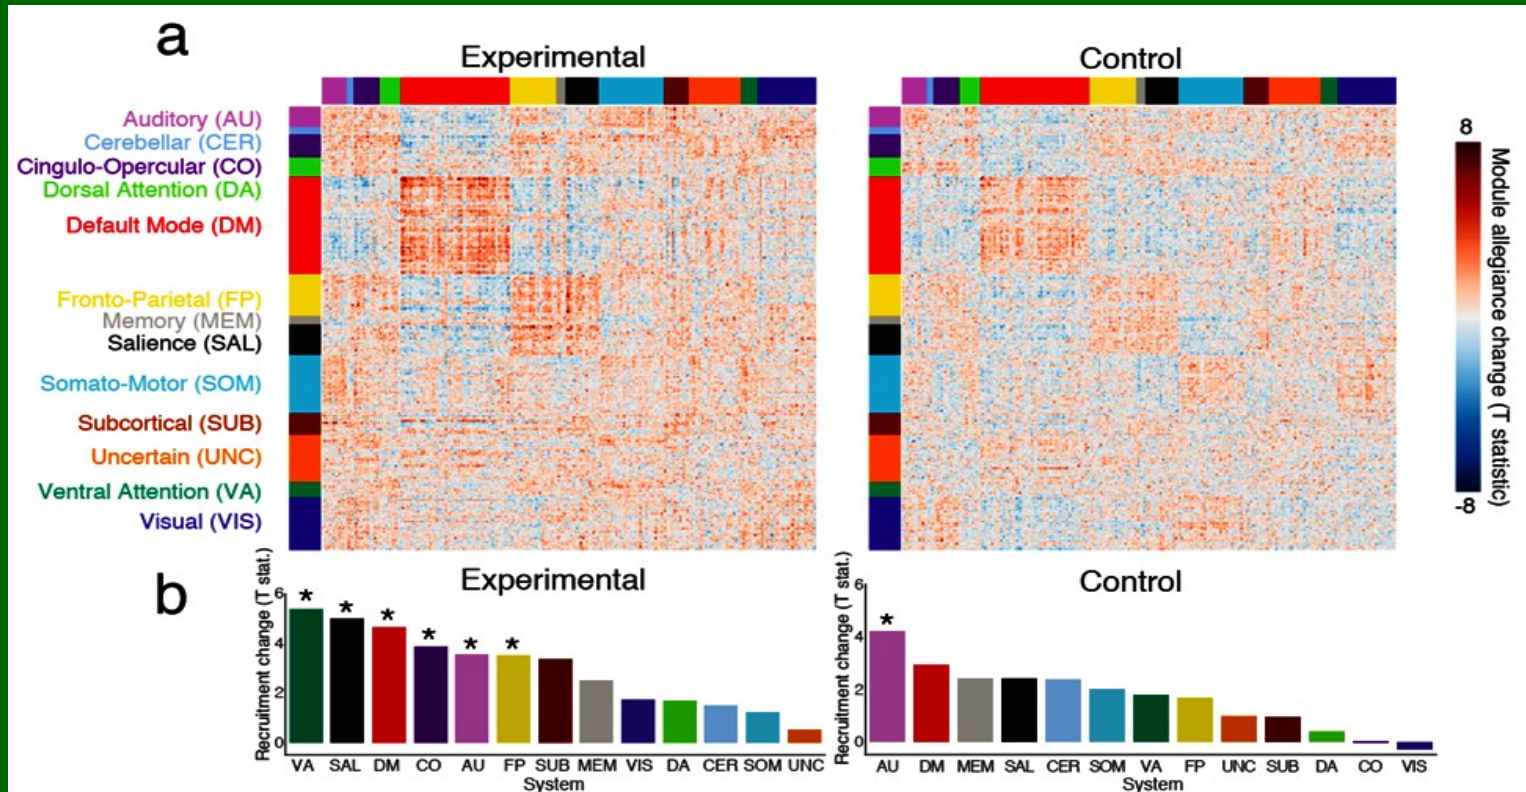 a
Experimental
Control
Auditory (AU)
Cerebellar (CER)
Cingulo-Opercular (CO)
Dorsal Attention (DA)
Default Mode (DM)
Fronto-Parietal (FP)
Memory (MEM)
Salience (SAL)
Somato-Motor (SOM)
Subcortical (SUB)
Uncertain (UNC)
Ventral Attention (VA)
Visual (VIS)
8
Module allegiance change (T statistic)
-8
b
Experimental
Recruitment change (T stat.)
6
4
2
0
* * * * * *
VA SAL DM CO AU FP SUB MEM VIS DA CER SOM UNC
System
Control
Recruitment change (T stat.)
6
4
2
0
*
AU DM MEM SAL CER SOM VA FP UNC SUB DA CO VIS
System